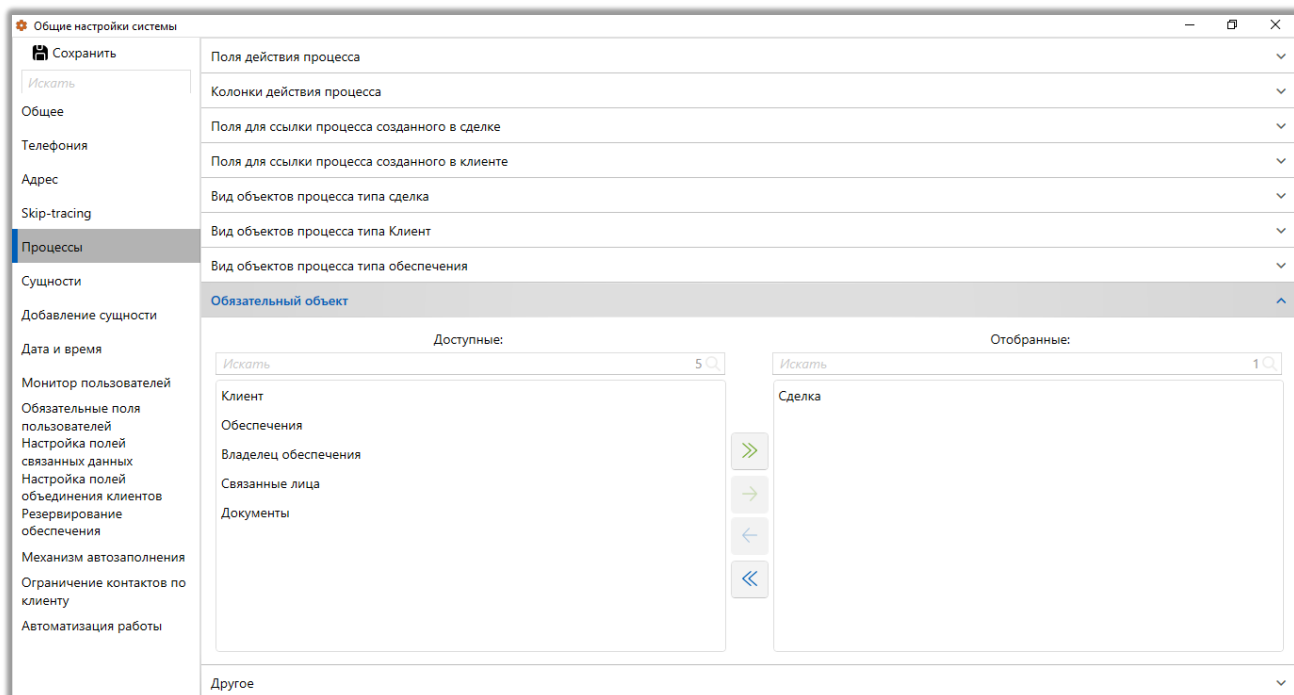 Общие настройки системы
Сохранить
Искать
Общее
Телефония
Адрес
Skip-tracing
Процессы
Сущности
Добавление сущности
Дата и время
Монитор пользователей
Обязательные поля
пользователей
Настройка полей
связанных данных
Настройка полей
объединения клиентов
Резервирование
обеспечения
Механизм автозаполнения
Ограничение контактов по
клиенту
Автоматизация работы
Поля действия процесса
Колонки действия процесса
Поля для ссылки процесса созданного в сделке
Поля для ссылки процесса созданного в клиенте
Вид объектов процесса типа сделка
Вид объектов процесса типа Клиент
Вид объектов процесса типа обеспечения
Обязательный объект
Доступные:
Искать 5
Клиент
Обеспечения
Владелец обеспечения
Связанные лица
Документы
Отобранные:
Искать 1
Сделка
Другое